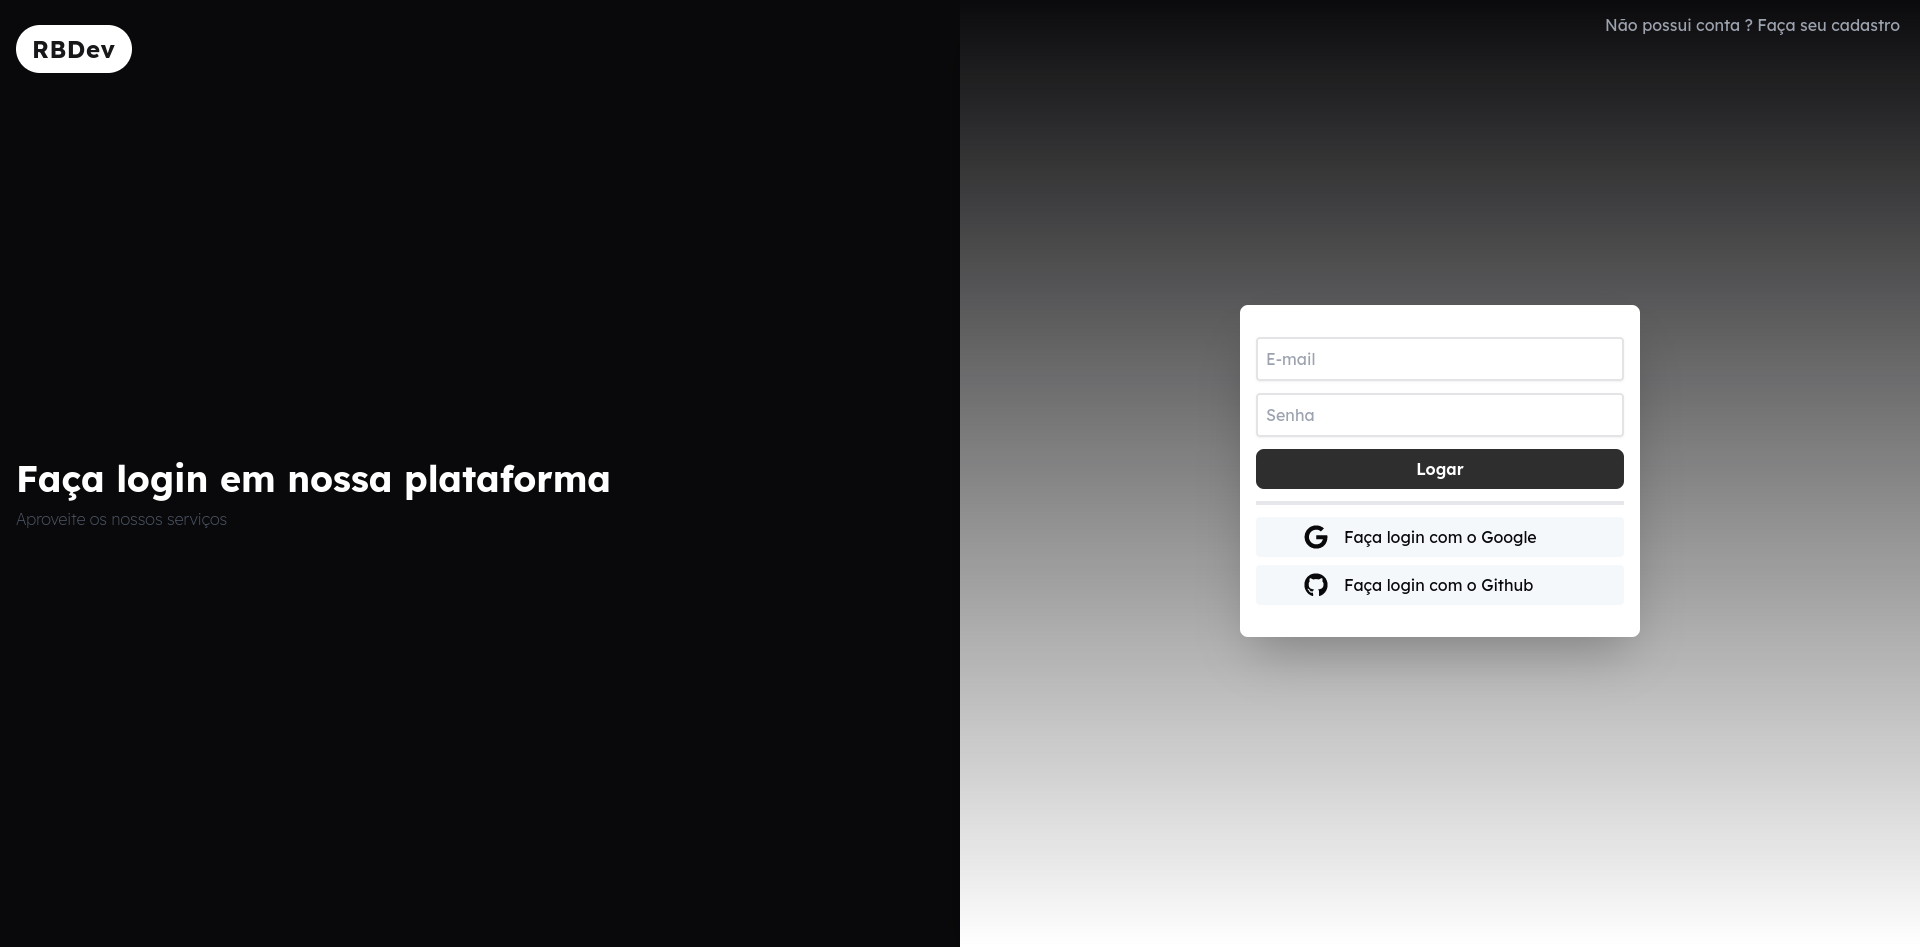 RBDev
Não possui conta ? Faça seu cadastro
Faça login em nossa plataforma
Aproveite os nossos serviços
E-mail
Senha
Logar
Faça login com o Google
Faça login com o Github